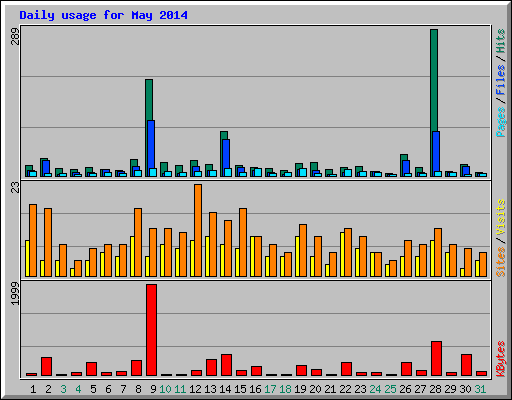 Daily usage for May 2014
289
Pages / Files / Hits
23
Sites / Visits
1999
KBytes
1 2 3 4 5 6 7 8 9 10 11 12 13 14 15 16 17 18 19 20 21 22 23 24 25 26 27 28 29 30 31